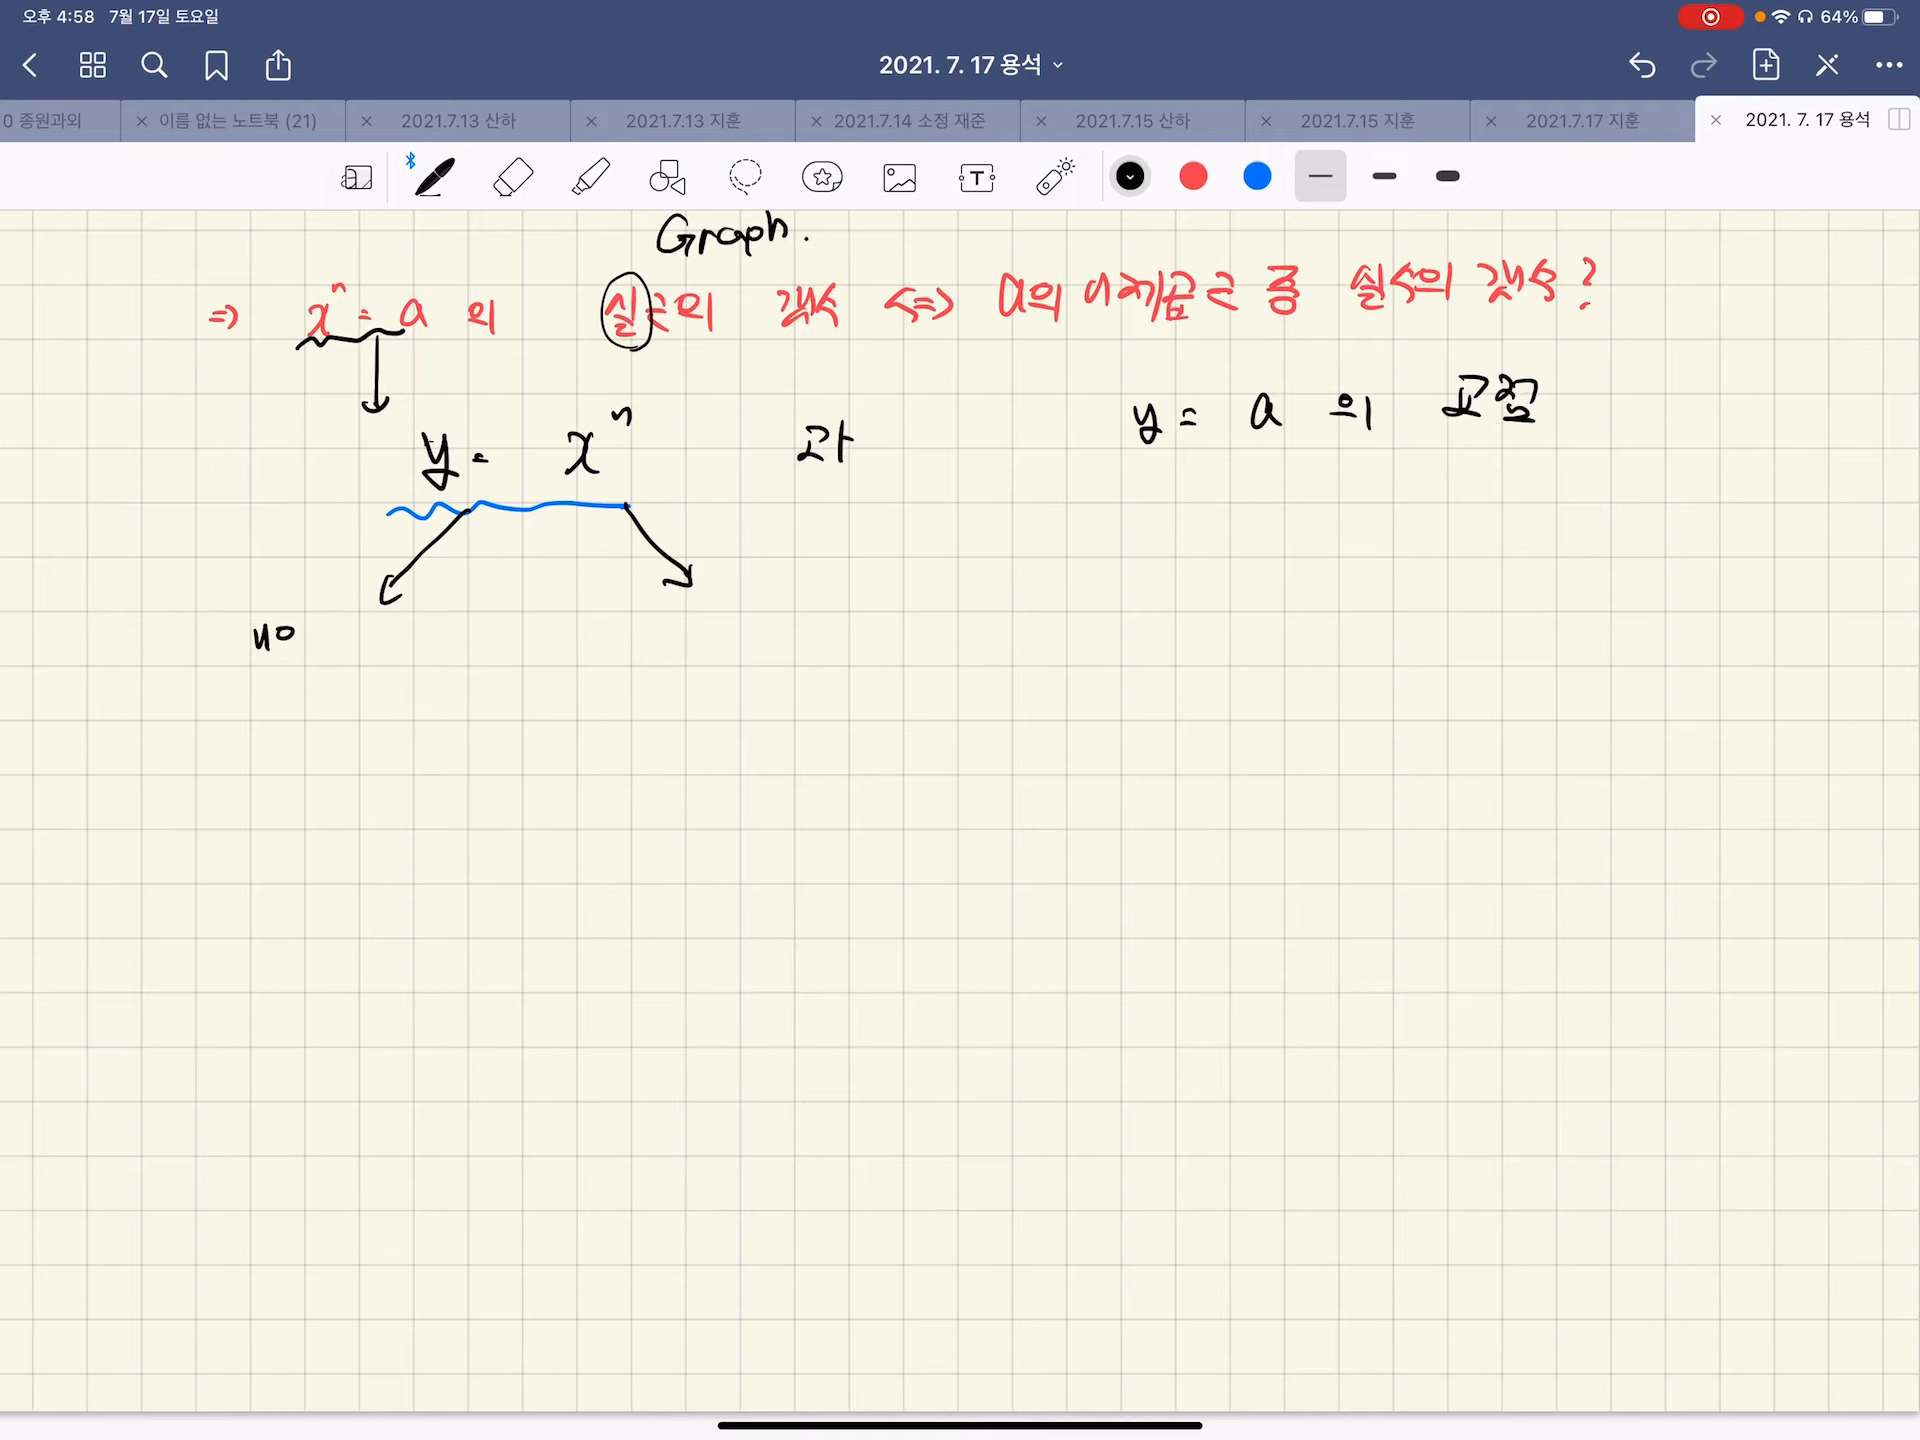 오후 4:58 7월 17일 토요일
64%
2021. 7. 17 용석
0 종원과외
이름 없는 노트북 (21)
2021.7.13 산하
2021.7.13 지훈
2021.7.14 소정 재준
2021.7.15 산하
2021.7.15 지훈
2021.7.17 지훈
2021. 7. 17 용석
Graph.
⇒ xⁿ = a 의 실근의 갯수 ⇔ a의 n제곱근 중 실수의 갯수?
y = xⁿ 과 y = a 의 교점